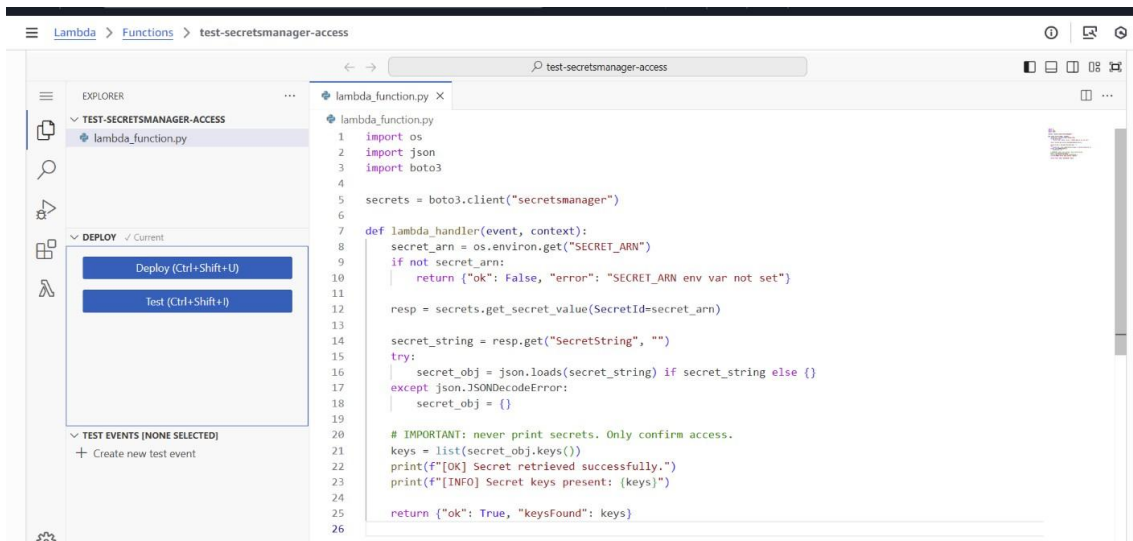 Lambda > Functions > test-secretsmanager-access
test-secretsmanager-access
EXPLORER
lambda_function.py
TEST-SECRETSMANAGER-ACCESS
lambda_function.py
lambda_function.py
1 import os
2 import json
3 import boto3
4
5 secrets = boto3.client("secretsmanager")
6
7 def lambda_handler(event, context):
8     secret_arn = os.environ.get("SECRET_ARN")
9     if not secret_arn:
10         return {"ok": False, "error": "SECRET_ARN env var not set"}
11
12     resp = secrets.get_secret_value(SecretId=secret_arn)
13
14     secret_string = resp.get("SecretString", "")
15     try:
16         secret_obj = json.loads(secret_string) if secret_string else {}
17     except json.JSONDecodeError:
18         secret_obj = {}
19
20     # IMPORTANT: never print secrets. Only confirm access.
21     keys = list(secret_obj.keys())
22     print(f"[OK] Secret retrieved successfully.")
23     print(f"[INFO] Secret keys present: {keys}")
24
25     return {"ok": True, "keysFound": keys}
26
DEPLOY ✓ Current
Deploy (Ctrl+Shift+U)
Test (Ctrl+Shift+I)
TEST EVENTS [NONE SELECTED]
+ Create new test event